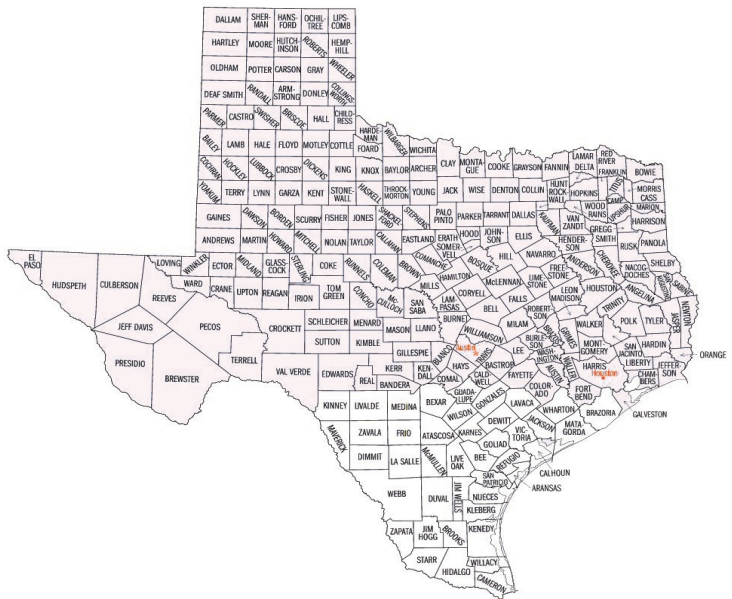 DALLAM
SHER-
MAN
HANS-
FORD
OCHIL-
TREE
LIPS-
COMB
HARTLEY
MOORE
HUTCH-
INSON
ROBERTS
HEMP-
HILL
OLDHAM
POTTER
CARSON
GRAY
WHEELER
DEAF SMITH
RANDALL
ARM-
STRONG
DONLEY
COLLINGS-
WORTH
PARMER
CASTRO
SWISHER
BRISCOE
HALL
CHILD-
RESS
BAILEY
LAMB
HALE
FLOYD
MOTLEY
COTTLE
HARDE-
MAN
FOARD
WILBARGER
WICHITA
CLAY
MONTA-
GUE
COOKE
GRAYSON
FANNIN
LAMAR
DELTA
RED
RIVER
FRANKLIN
TITUS
BOWIE
COCHRAN
HOCKLEY
LUBBOCK
CROSBY
DICKENS
KING
KNOX
BAYLOR
ARCHER
YOAKUM
TERRY
LYNN
GARZA
KENT
STONE-
WALL
HASKELL
THROCK-
MORTON
YOUNG
JACK
WISE
DENTON
COLLIN
HUNT
ROCK-
WALL
HOPKINS
CAMP
MORRIS
CASS
MARION
UPSHUR
WOOD
RAINS
GAINES
DAWSON
BORDEN
SCURRY
FISHER
JONES
SHACKEL
FORD
STEPHENS
PALO
PINTO
PARKER
TARRANT
DALLAS
KAUFMAN
VAN
ZANDT
GREGG
SMITH
HARRISON
ANDREWS
MARTIN
HOWARD
MITCHEL
NOLAN
TAYLOR
CALLAHAN
EASTLAND
ERATH
SOMER-
VELL
HOOD
JOHN-
SON
ELLIS
HENDER-
SON
RUSK
PANOLA
EL
PASO
HUDSPETH
CULBERSON
LOVING
WINKLER
ECTOR
MIDLAND
GLASS-
COCK
STERLING
COKE
RUNNELS
COLEMAN
BROWN
COMANCHE
BOSQUE
HILL
NAVARRO
ANDERSON
CHEROKEE
NACOG-
DOCHES
SHELBY
REEVES
WARD
CRANE
UPTON
REAGAN
IRION
TOM
GREEN
CONCHO
Mc-
CULLOCH
SAN
SABA
MILLS
HAMILTON
McLENNAN
LIME-
STONE
FREE-
STONE
LEON
MADISON
HOUSTON
ANGELINA
NEWTON
JASPER
JEFF DAVIS
PECOS
CROCKETT
SCHLEICHER
MENARD
MASON
LLANO
LAM-
PASAS
BURNET
CORYELL
BELL
FALLS
MILAM
ROBERT-
SON
BRAZOS
GRIMES
WALKER
TRINITY
POLK
TYLER
PRESIDIO
BREWSTER
TERRELL
VAL VERDE
SUTTON
KIMBLE
GILLESPIE
BLANCO
WILLIAMSON
TRAVIS
Austin
LEE
BURLE-
SON
WASH-
INGTON
WALLER
MONT-
GOMERY
SAN
JACINTO
HARDIN
LIBERTY
ORANGE
EDWARDS
REAL
KERR
BANDERA
KEN-
DALL
HAYS
COMAL
CALD-
WELL
BASTROP
FAYETTE
AUSTIN
COLOR-
ADO
HARRIS
Houston
FORT
BEND
CHAM-
BERS
JEFFER-
SON
KINNEY
UVALDE
MEDINA
BEXAR
GUADA
LUPE
WILSON
GONZALES
LAVACA
WHARTON
BRAZORIA
GALVESTON
MAVERICK
ZAVALA
FRIO
ATASCOSA
KARNES
DEWITT
JACKSON
MATA
GORDA
DIMMIT
LA SALLE
McMULLEN
LIVE
OAK
BEE
GOLIAD
VIC-
TORIA
REFUGIO
CALHOUN
ARANSAS
SAN
PATRICIO
WEBB
DUVAL
JIM WELLS
NUECES
KLEBERG
ZAPATA
JIM
HOGG
BROOKS
KENEDY
STARR
HIDALGO
WILLACY
CAMERON